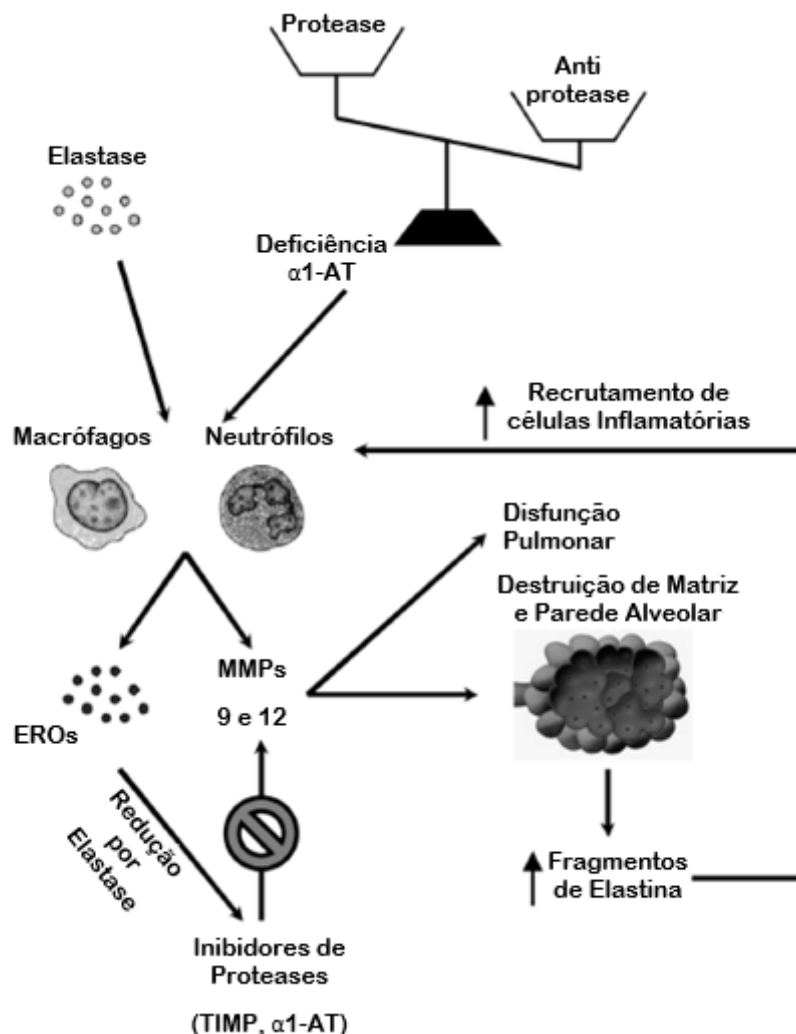 Protease
Anti
protease
Elastase
Deficiência
α1-AT
Recrutamento de
células Inflamatórias
Macrófagos
Neutrófilos
Disfunção
Pulmonar
Destruição de Matriz
e Parede Alveolar
MMPs
9 e 12
EROs
Redução
por
Elastase
Fragmentos
de Elastina
Inibidores de
Proteases
(TIMP, α1-AT)